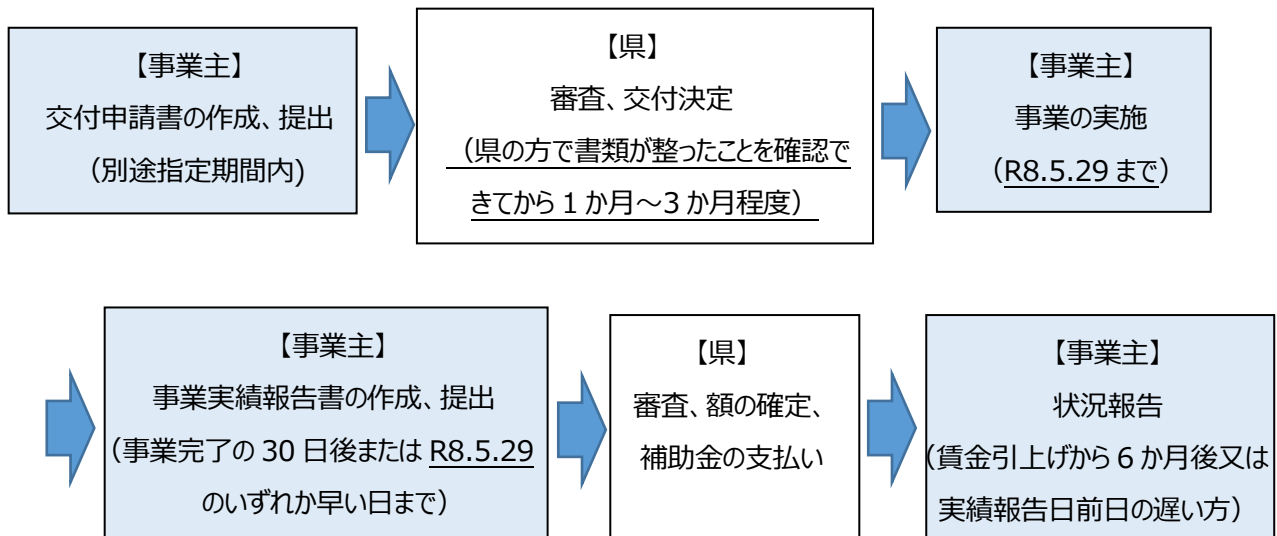 【事業主】
交付申請書の作成、提出
（別途指定期間内)
【県】
審査、交付決定
（県の方で書類が整ったことを確認で
きてから 1 か月～3 か月程度）
【事業主】
事業の実施
（R8.5.29 まで）
【事業主】
事業実績報告書の作成、提出
（事業完了の 30 日後または R8.5.29
のいずれか早い日まで）
【県】
審査、額の確定、
補助金の支払い
【事業主】
状況報告
（賃金引上げから 6 か月後又は
実績報告日前日の遅い方）